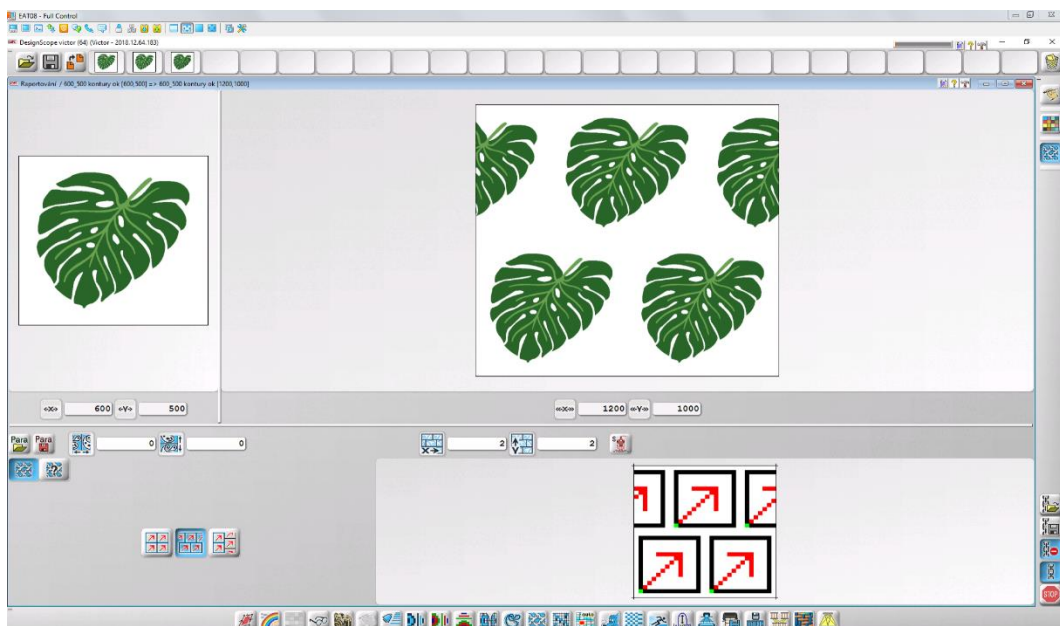 EAT08 - Full Control
DesignScope victor (64) (Victor - 2018.12.64.183)
Raportování / 600_500 kontury ok [600,500] => 600_500 kontury ok [1200,1000]
«X» 600 «Y» 500
«X» 1200 «Y» 1000
Para Para 0 0 X 2 Y 2 S
STOP